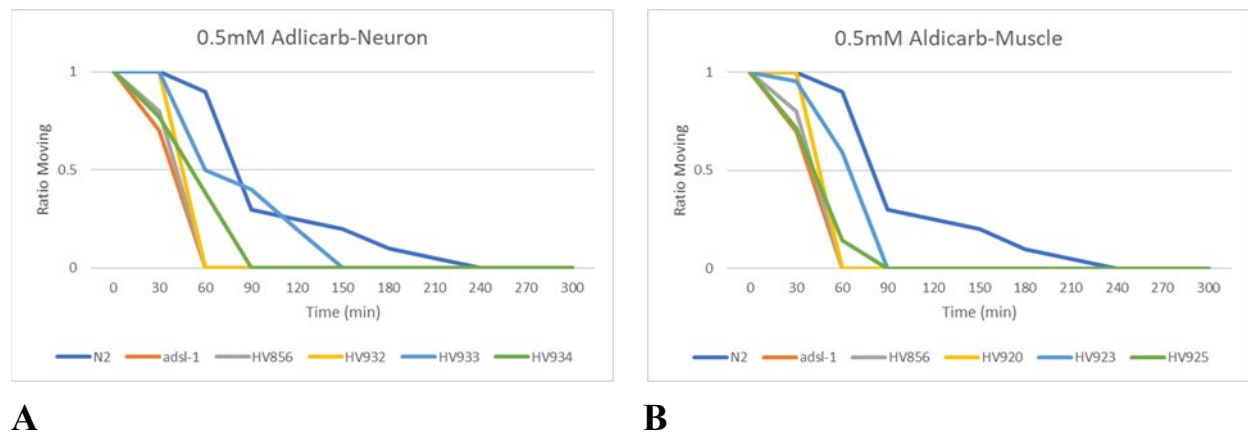 0.5mM Adlicarb-Neuron
1
0.5
0
Ratio Moving
0 30 60 90 120 150 180 210 240 270 300
Time (min)
N2 adsl-1 HV856 HV932 HV933 HV934
A
0.5mM Aldicarb-Muscle
1
0.5
0
Ratio Moving
0 30 60 90 120 150 180 210 240 270 300
Time (min)
N2 adsl-1 HV856 HV920 HV923 HV925
B